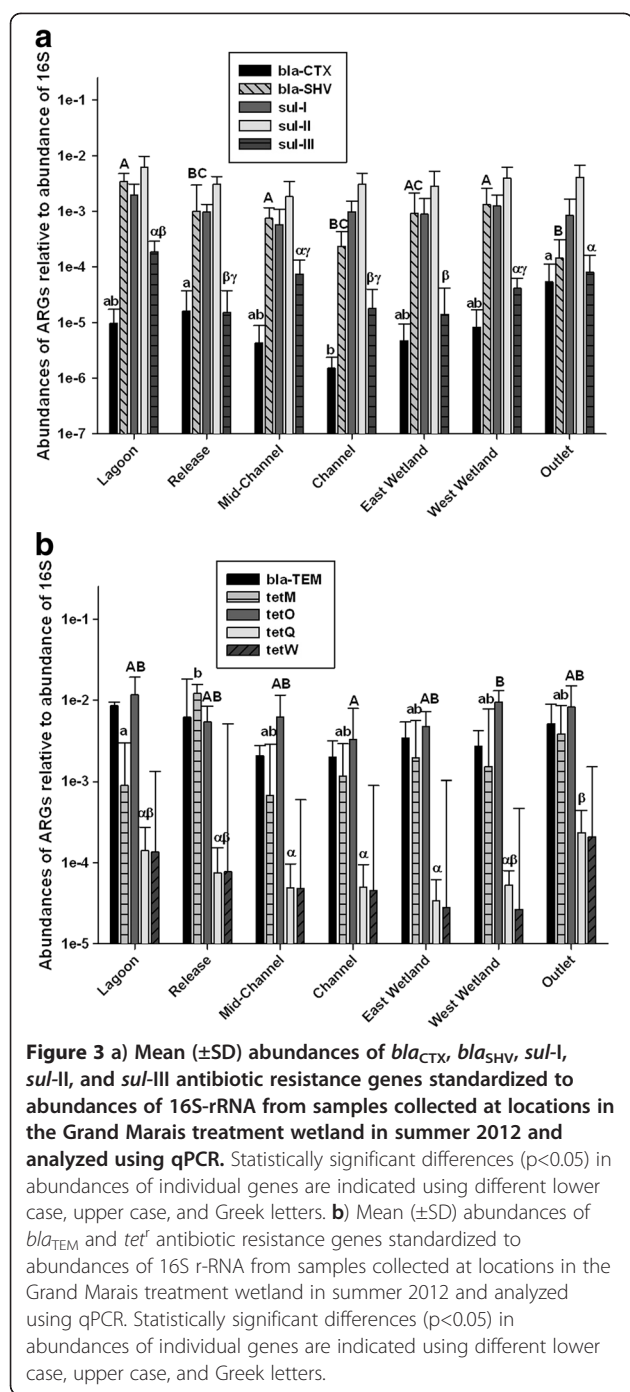 a
bla-CTX
bla-SHV
sul-I
sul-II
sul-III
Abundances of ARGs relative to abundance of 16S
1e-1
1e-2
1e-3
1e-4
1e-5
1e-6
1e-7
ab
A
αβ
a
BC
βγ
ab
A
αγ
b
BC
βγ
ab
AC
β
ab
A
αγ
a
B
α
Lagoon
Release
Mid-Channel
Channel
East Wetland
West Wetland
Outlet
b
bla-TEM
tetM
tetO
tetQ
tetW
Abundances of ARGs relative to abundance of 16S
1e-1
1e-2
1e-3
1e-4
1e-5
a
AB
αβ
b
AB
αβ
ab
AB
α
ab
A
α
ab
AB
α
ab
B
αβ
ab
AB
β
Lagoon
Release
Mid-Channel
Channel
East Wetland
West Wetland
Outlet
Figure 3 a) Mean (±SD) abundances of blaCTX, blaSHV, sul-I,
sul-II, and sul-III antibiotic resistance genes standardized to
abundances of 16S-rRNA from samples collected at locations in
the Grand Marais treatment wetland in summer 2012 and
analyzed using qPCR. Statistically significant differences (p<0.05) in
abundances of individual genes are indicated using different lower
case, upper case, and Greek letters. b) Mean (±SD) abundances of
blaTEM and tetr antibiotic resistance genes standardized to
abundances of 16S r-RNA from samples collected at locations in the
Grand Marais treatment wetland in summer 2012 and analyzed
using qPCR. Statistically significant differences (p<0.05) in
abundances of individual genes are indicated using different lower
case, upper case, and Greek letters.